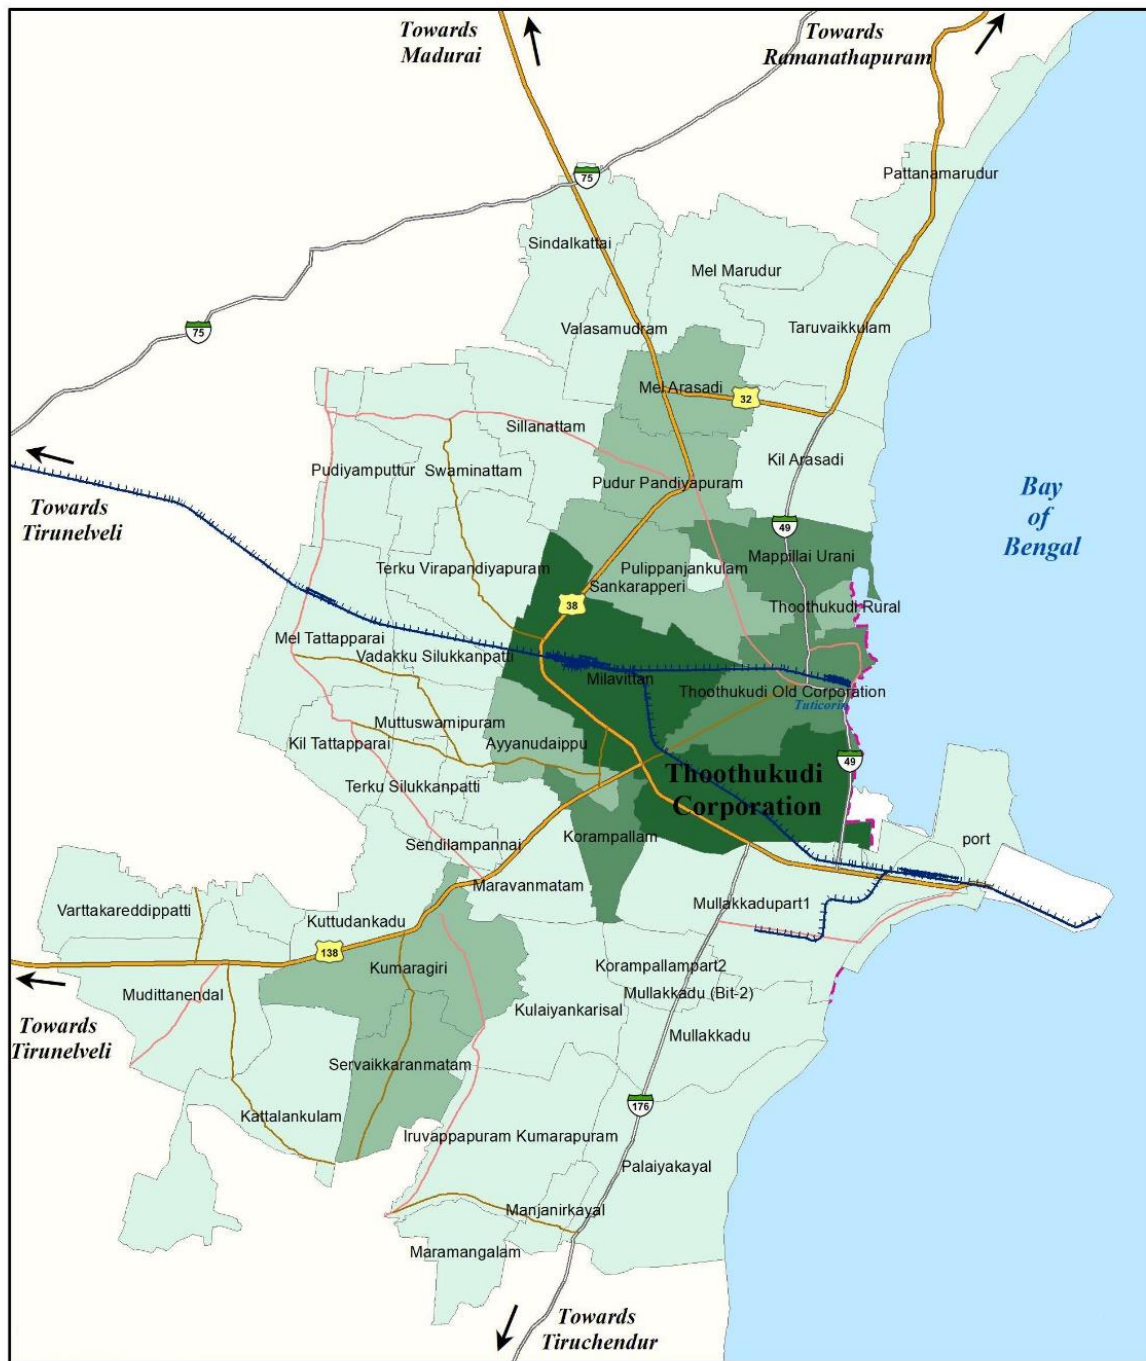 Towards
Madurai
Towards
Ramanathapuram
Pattanamarudur
75
Sindalkattai
Mel Marudur
75
Valasamudram
Taruvaikkulam
Mel Arasadi
32
Sillanattam
Kil Arasadi
Pudiyamputtur
Swaminattam
Pudur Pandiyapuram
Towards
Tirunelveli
Bay
of
Bengal
49
Mappillai Urani
Terku Virapandiyapuram
Pulippanjankulam
Sankarapperi
38
Thoothukudi Rural
Mel Tattapparai
Vadakku Silukkanpatti
Milavittan
Thoothukudi Old Corporation
Tuticorin
Muttuswamipuram
Kil Tattapparai
Ayyanudaippu
49
Thoothukudi
Corporation
Terku Silukkanpatti
Sendilampannai
Korampallam
port
Maravanmatam
Varttakareddippatti
Kuttudankadu
Mullakkadupart1
138
Kumaragiri
Korampallampart2
Mudittanendal
Mullakkadu (Bit-2)
Kulaiyankarisal
Towards
Tirunelveli
Mullakkadu
Servaikkaranmatam
Kattalankulam
176
Iruvappapuram Kumarapuram
Palaiyakayal
Manjanirkayal
Maramangalam
Towards
Tiruchendur